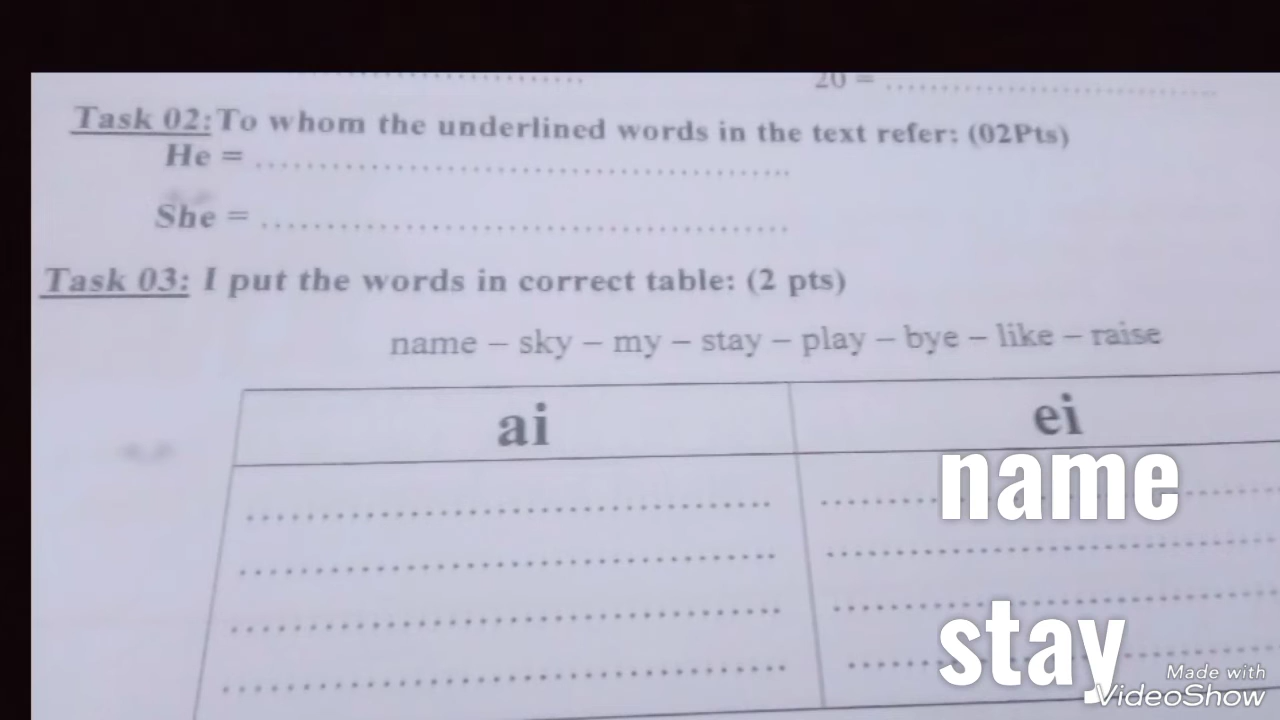 20 = ........................................
Task 02: To whom the underlined words in the text refer: (02Pts)
He = ........................................
She = ........................................
Task 03: I put the words in correct table: (2 pts)
name – sky – my – stay – play – bye – like – raise
ai ei
name
stay
Made with
VideoShow